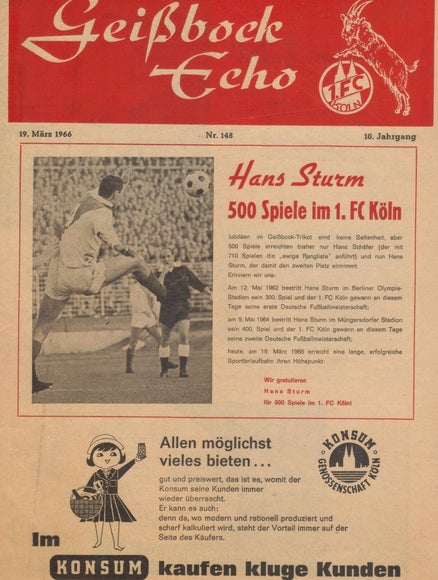 Geißbock
Echo
1.FC
KÖLN
19. März 1966
Nr. 148
10. Jahrgang
Hans Sturm
500 Spiele im 1. FC Köln
Jubiläen im Geißbock-Trikot sind keine Seltenheit, aber
500 Spiele erreichten bisher nur Hans Schäfer (der mit
710 Spielen die „ewige Rangliste" anführt) und nun Hans
Sturm, der damit den zweiten Platz einnimmt.
Erinnern wir uns:
Am 12. Mai 1962 bestritt Hans Sturm im Berliner Olympia-
Stadion sein 300. Spiel und der 1. FC Köln gewann an diesem
Tage seine erste Deutsche Fußballmeisterschaft;
am 9. Mai 1964 bestritt Hans Sturm im Müngersdorfer Stadion
sein 400. Spiel und der 1. FC Köln gewann an diesem Tage
seine zweite Deutsche Fußballmeisterschaft;
heute, am 19. März 1966 erreicht eine lange, erfolgreiche
Sportlerlaufbahn ihren Höhepunkt.
Wir gratulieren
Hans Sturm
für 500 Spiele im 1. FC Köln!
Allen möglichst
vieles bieten...
gut und preiswert, das ist es, womit der
Konsum seine Kunden immer
wieder überrascht.
Er kann es auch:
denn da, wo modern und rationell produziert und
scharf kalkuliert wird, steht der Vorteil immer auf der
Seite des Käufers.
KONSUM
GENOSSENSCHAFT KÖLN
Im
KONSUM kaufen kluge Kunden